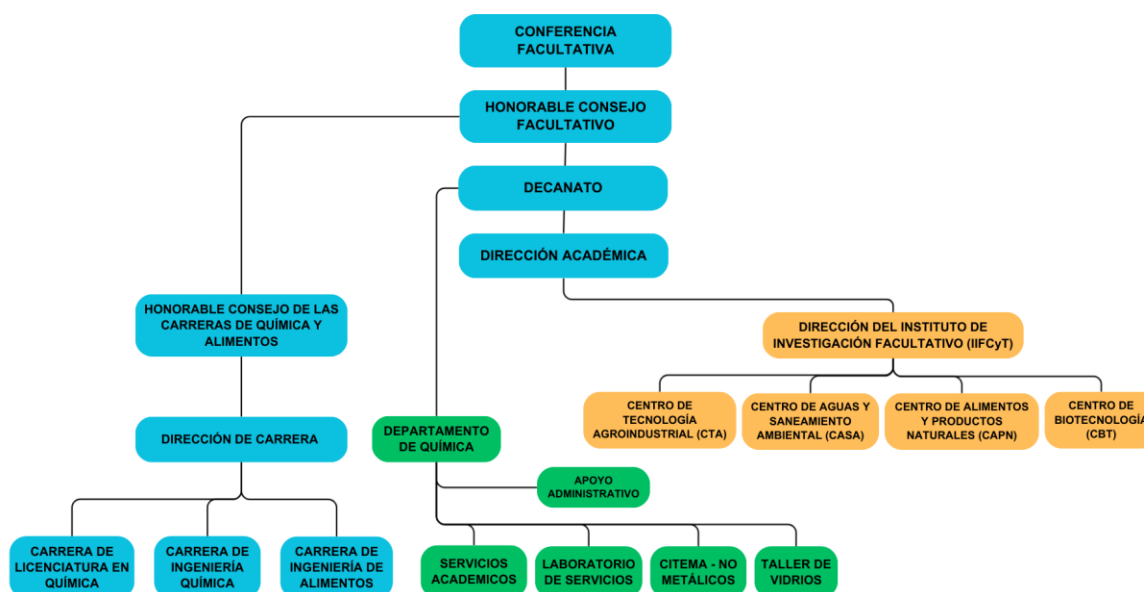 CONFERENCIA
FACULTATIVA
HONORABLE CONSEJO
FACULTATIVO
DECANATO
DIRECCIÓN ACADÉMICA
HONORABLE CONSEJO DE LAS
CARRERAS DE QUÍMICA Y
ALIMENTOS
DIRECCIÓN DEL INSTITUTO DE
INVESTIGACIÓN FACULTATIVO (IIFCyT)
CENTRO DE
TECNOLOGÍA
AGROINDUSTRIAL (CTA)
CENTRO DE AGUAS Y
SANEAMIENTO
AMBIENTAL (CASA)
CENTRO DE ALIMENTOS
Y PRODUCTOS
NATURALES (CAPN)
CENTRO DE
BIOTECNOLOGÍA
(CBT)
DIRECCIÓN DE CARRERA
DEPARTAMENTO
DE QUÍMICA
APOYO
ADMINISTRATIVO
CARRERA DE
LICENCIATURA EN
QUÍMICA
CARRERA DE
INGENIERÍA
QUÍMICA
CARRERA DE
INGENIERÍA DE
ALIMENTOS
SERVICIOS
ACADEMICOS
LABORATORIO
DE SERVICIOS
CITEMA - NO
METÁLICOS
TALLER DE
VIDRIOS